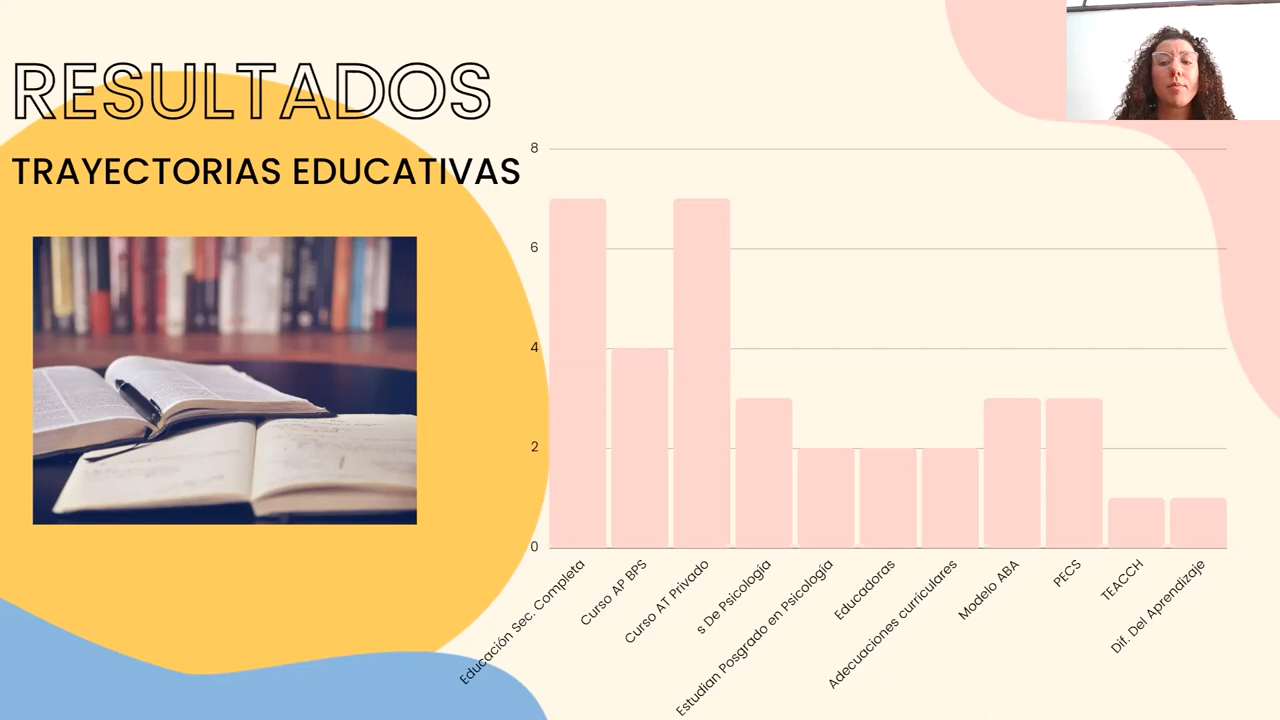 RESULTADOS
TRAYECTORIAS EDUCATIVAS
8
6
4
2
0
Educación Sec. Completa
Curso AP BPS
Curso AT Privado
s De Psicología
Estudian Posgrado en Psicología
Educadoras
Adecuaciones curriculares
Modelo ABA
PECS
TEACCH
Dif. Del Aprendizaje